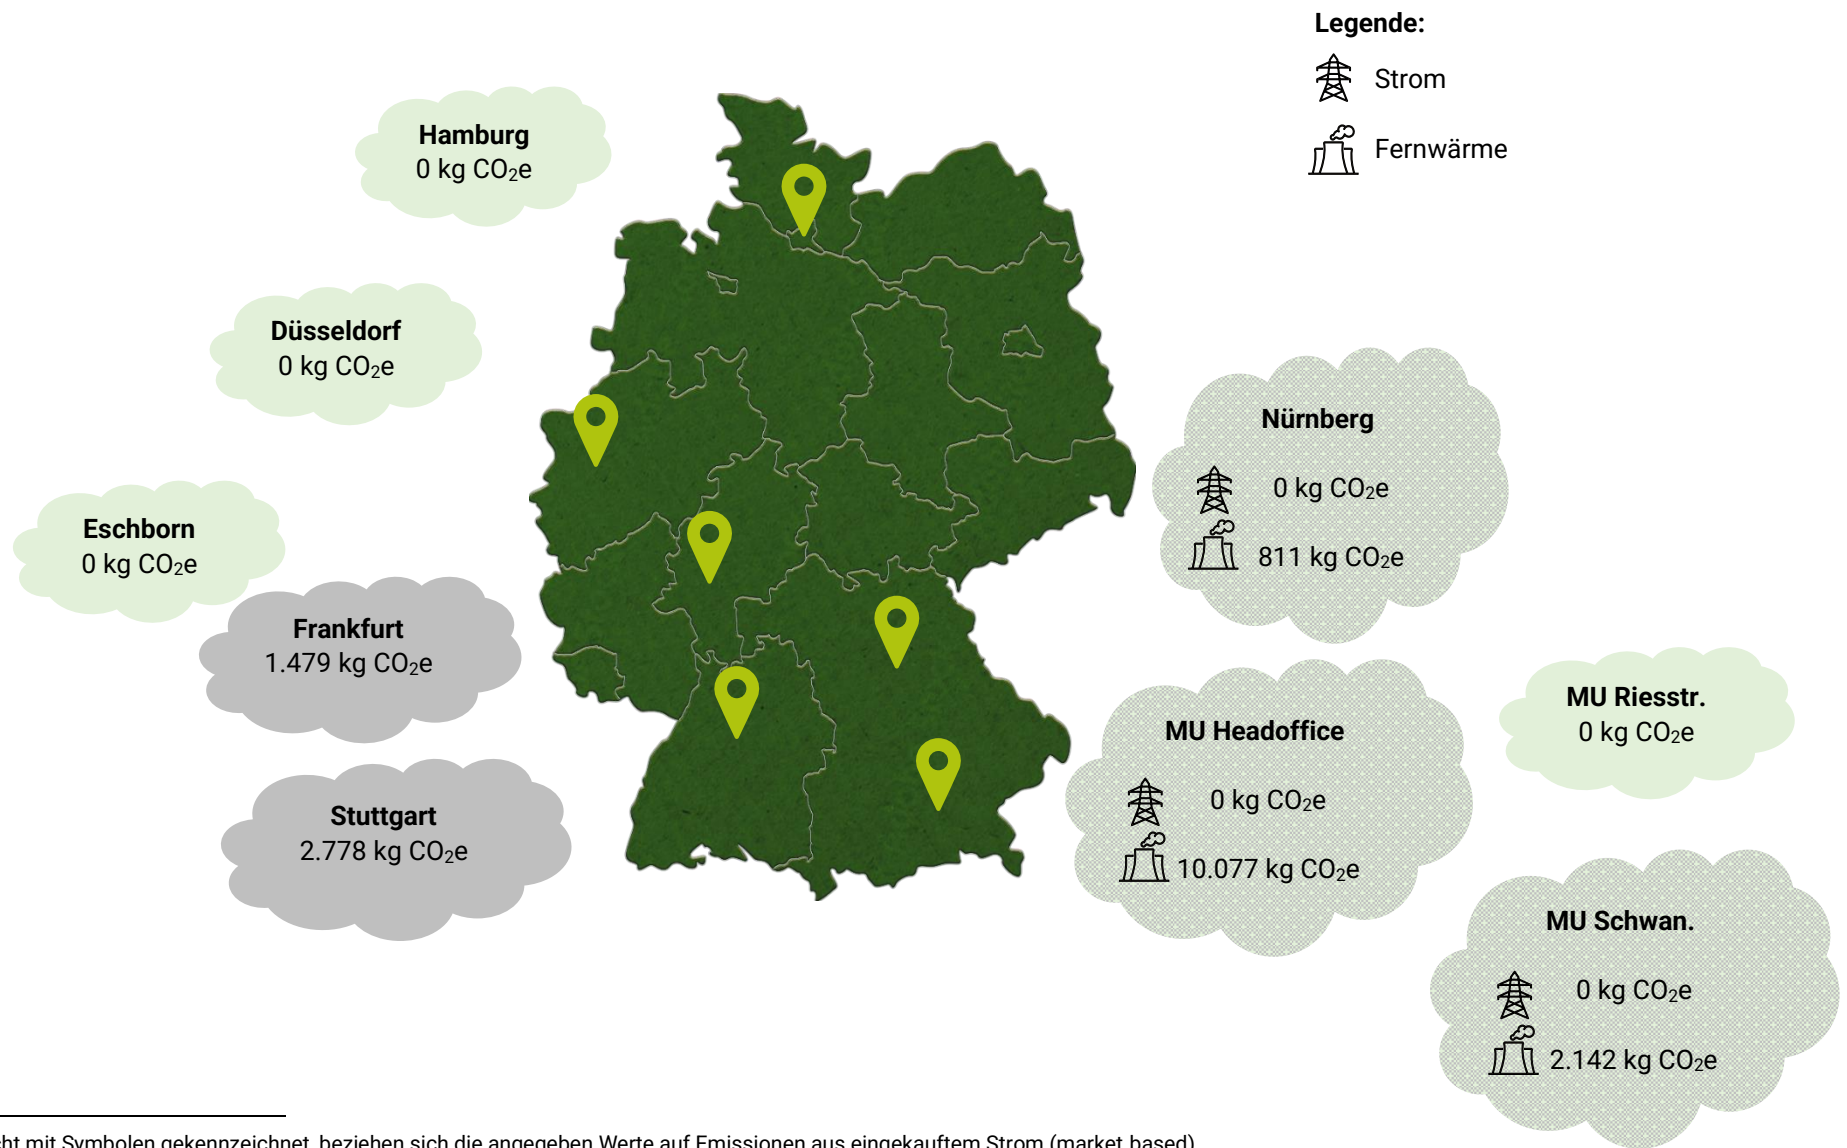 Legende:
Strom
Fernwärme
Hamburg
0 kg CO₂e
Düsseldorf
0 kg CO₂e
Eschborn
0 kg CO₂e
Frankfurt
1.479 kg CO₂e
Stuttgart
2.778 kg CO₂e
Nürnberg
0 kg CO₂e
811 kg CO₂e
MU Headoffice
0 kg CO₂e
10.077 kg CO₂e
MU Riesstr.
0 kg CO₂e
MU Schwan.
0 kg CO₂e
2.142 kg CO₂e
mit Symbolen gekennzeichnet, beziehen sich die angegeben Werte auf Emissionen aus eingekauftem Strom (market based)